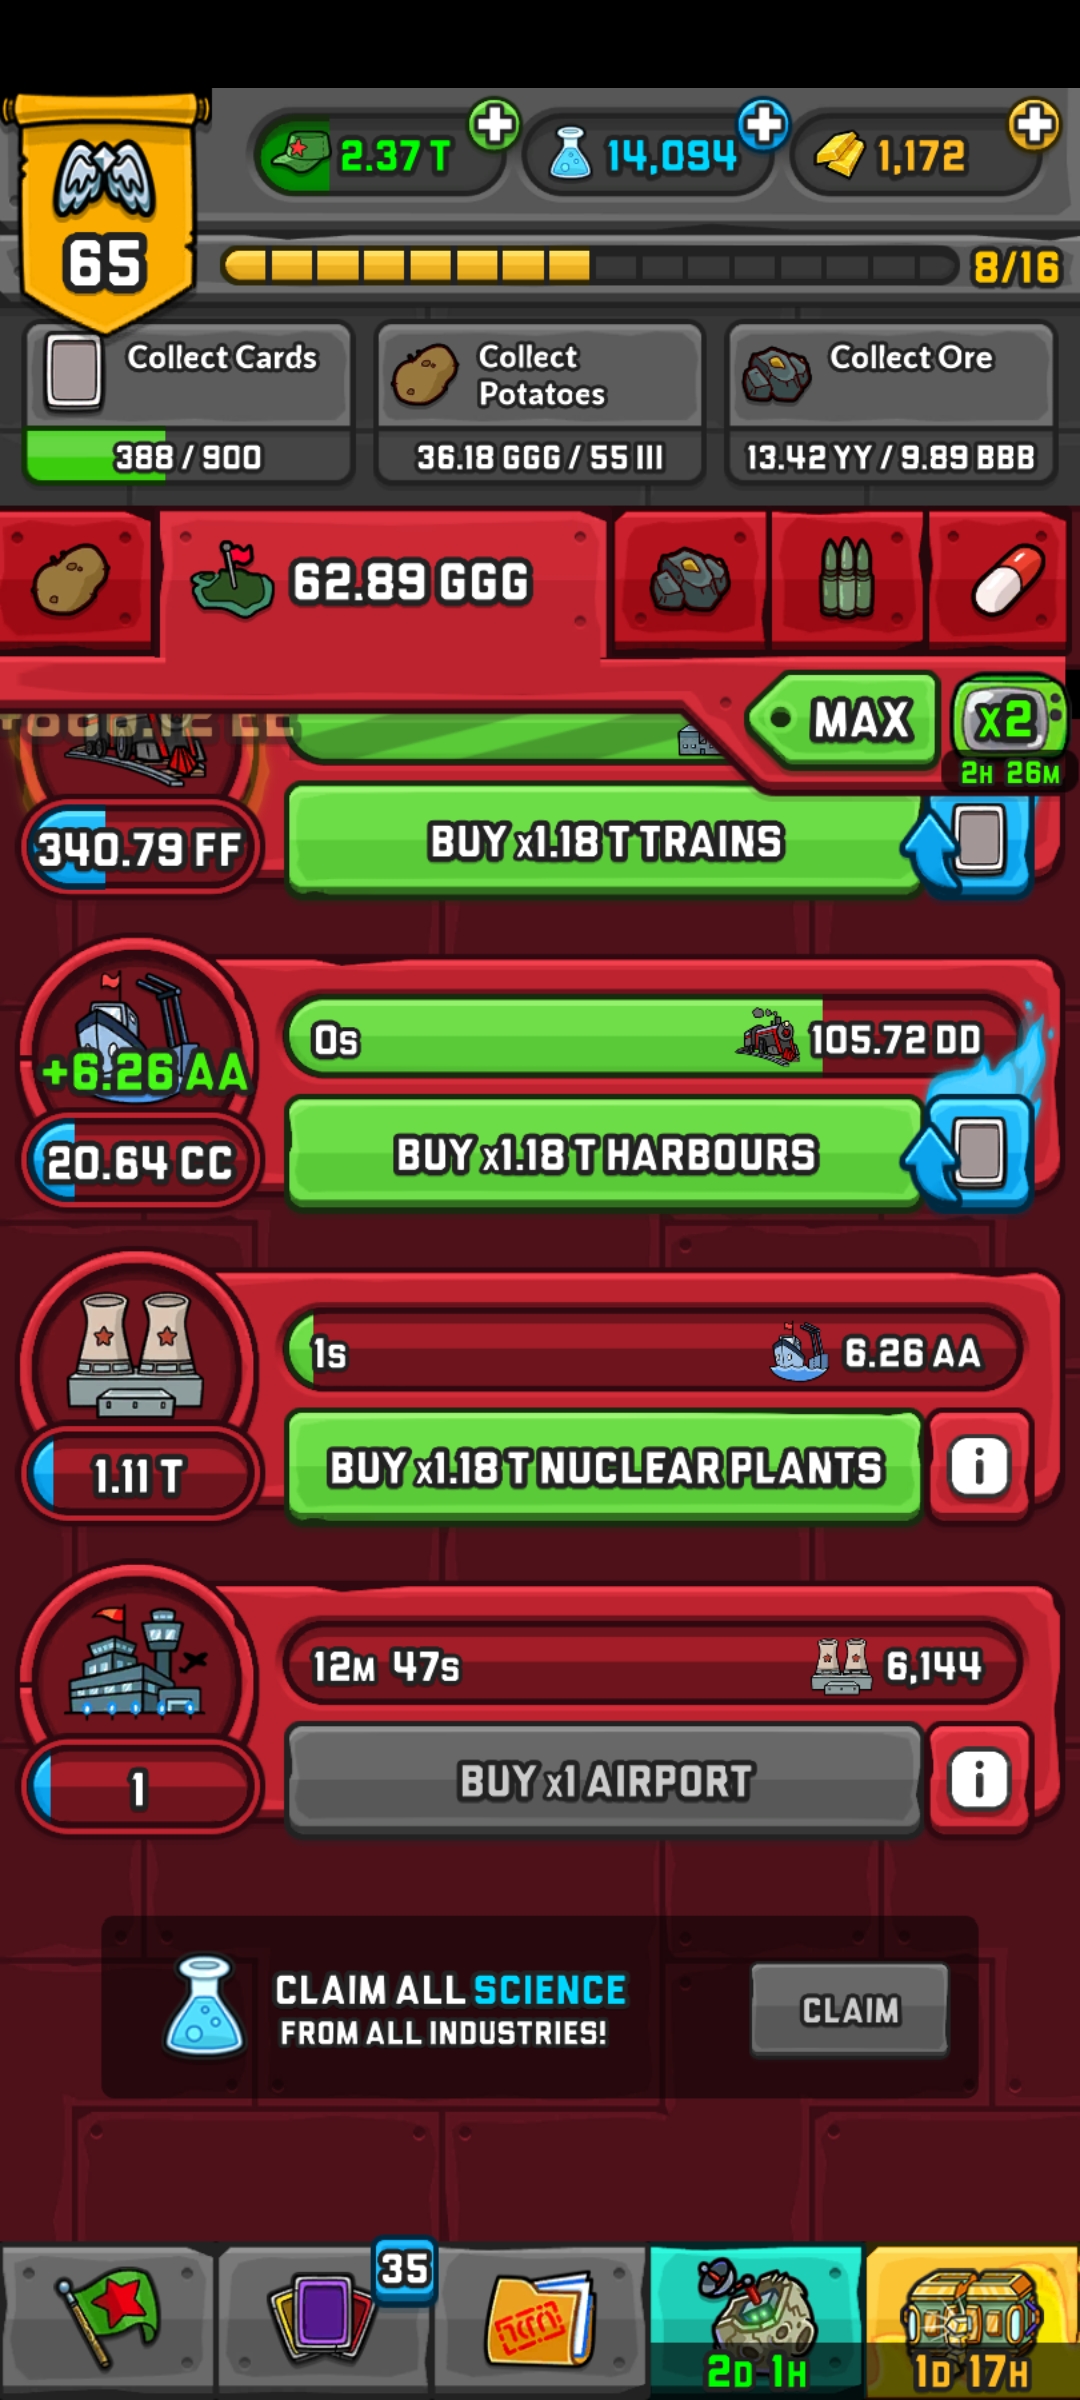 2.37 T
14,094
1,172
65
8/16
Collect Cards
388 / 900
Collect
Potatoes
36.18 GGG / 55 III
Collect Ore
13.42 YY / 9.89 BBB
62.89 GGG
MAX
x2
2H 26M
340.79 FF
BUY x1.18 T TRAINS
0s
105.72 DD
+6.26 AA
20.64 CC
BUY x1.18 T HARBOURS
1s
6.26 AA
1.11 T
BUY x1.18 T NUCLEAR PLANTS
i
12M 47s
6,144
1
BUY x1 AIRPORT
i
CLAIM ALL SCIENCE
FROM ALL INDUSTRIES!
CLAIM
35
2D 1H
1D 17H